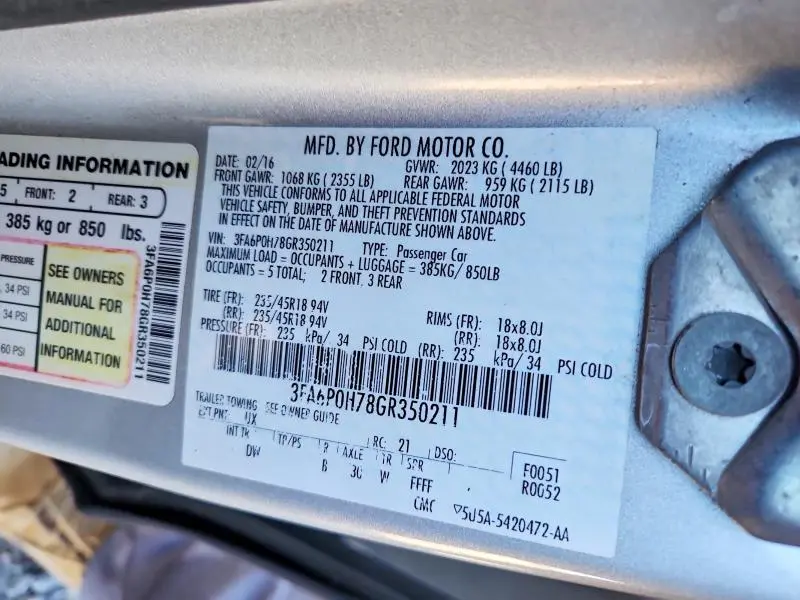 ADING INFORMATION
5 FRONT: 2 REAR: 3
385 kg or 850 lbs.
PRESSURE
, 34 PSI
34 PSI
60 PSI
SEE OWNERS
MANUAL FOR
ADDITIONAL
INFORMATION
3FA6P0H78GR350211
MFD. BY FORD MOTOR CO.
DATE: 02/16 GVWR: 2023 KG ( 4460 LB)
FRONT GAWR: 1068 KG ( 2355 LB) REAR GAWR: 959 KG ( 2115 LB)
THIS VEHICLE CONFORMS TO ALL APPLICABLE FEDERAL MOTOR
VEHICLE SAFETY, BUMPER, AND THEFT PREVENTION STANDARDS
IN EFFECT ON THE DATE OF MANUFACTURE SHOWN ABOVE.
VIN: 3FA6P0H78GR350211 TYPE: Passenger Car
MAXIMUM LOAD = OCCUPANTS + LUGGAGE = 385KG/ 850LB
OCCUPANTS = 5 TOTAL; 2 FRONT, 3 REAR
TIRE (FR): 235/45R18 94V RIMS (FR): 18x8.0J
(RR): 235/45R18 94V (RR): 18x8.0J
PRESSURE (FR): 235 kPa/ 34 PSI COLD (RR): 235 kPa/ 34 PSI COLD
3FA6P0H78GR350211
TRAILER TOWING SEE OWNER GUIDE
EXT PNT: UX RC: 21 DSO: F0051
INT TR TP/PS R AXLE TR SPR R0052
DW B 30 W FFFF
CMC 5U5A-5420472-AA